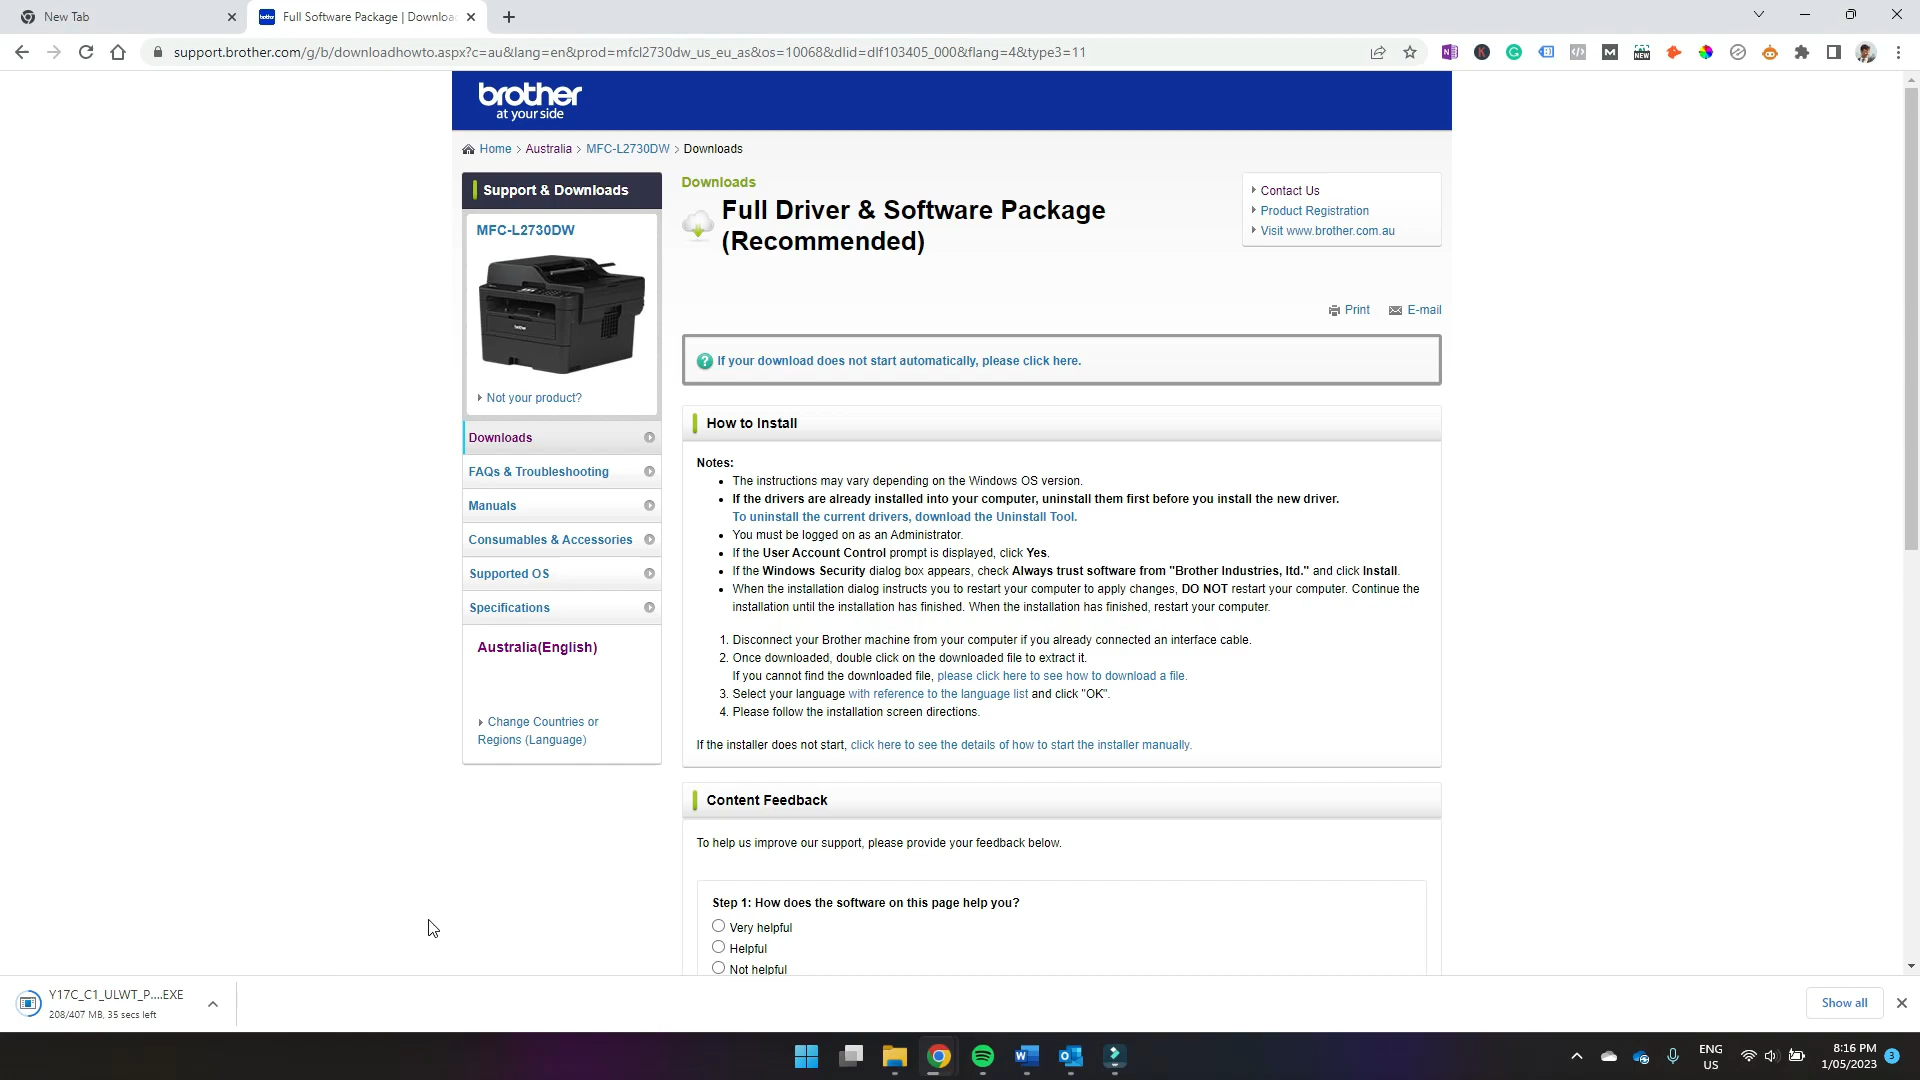 New Tab
Full Software Package | Downloa
support.brother.com/g/b/downloadhowto.aspx?c=au&lang=en&prod=mfcl2730dw_us_eu_as&os=10068&dlid=dlf103405_000&flang=4&type3=11
brother
at your side
Home > Australia > MFC-L2730DW > Downloads
Support & Downloads
MFC-L2730DW
Not your product?
Downloads
FAQs & Troubleshooting
Manuals
Consumables & Accessories
Supported OS
Specifications
Australia(English)
Change Countries or
Regions (Language)
Downloads
Full Driver & Software Package
(Recommended)
Contact Us
Product Registration
Visit www.brother.com.au
Print
E-mail
If your download does not start automatically, please click here.
How to Install
Notes:
The instructions may vary depending on the Windows OS version.
If the drivers are already installed into your computer, uninstall them first before you install the new driver.
To uninstall the current drivers, download the Uninstall Tool.
You must be logged on as an Administrator.
If the User Account Control prompt is displayed, click Yes.
If the Windows Security dialog box appears, check Always trust software from "Brother Industries, ltd." and click Install.
When the installation dialog instructs you to restart your computer to apply changes, DO NOT restart your computer. Continue the
installation until the installation has finished. When the installation has finished, restart your computer.
1. Disconnect your Brother machine from your computer if you already connected an interface cable.
2. Once downloaded, double click on the downloaded file to extract it.
If you cannot find the downloaded file, please click here to see how to download a file.
3. Select your language with reference to the language list and click "OK".
4. Please follow the installation screen directions.
If the installer does not start, click here to see the details of how to start the installer manually.
Content Feedback
To help us improve our support, please provide your feedback below.
Step 1: How does the software on this page help you?
Very helpful
Helpful
Not helpful
Y17C_C1_ULWT_P....EXE
208/407 MB, 35 secs left
Show all
ENG
US
8:16 PM
1/05/2023
3